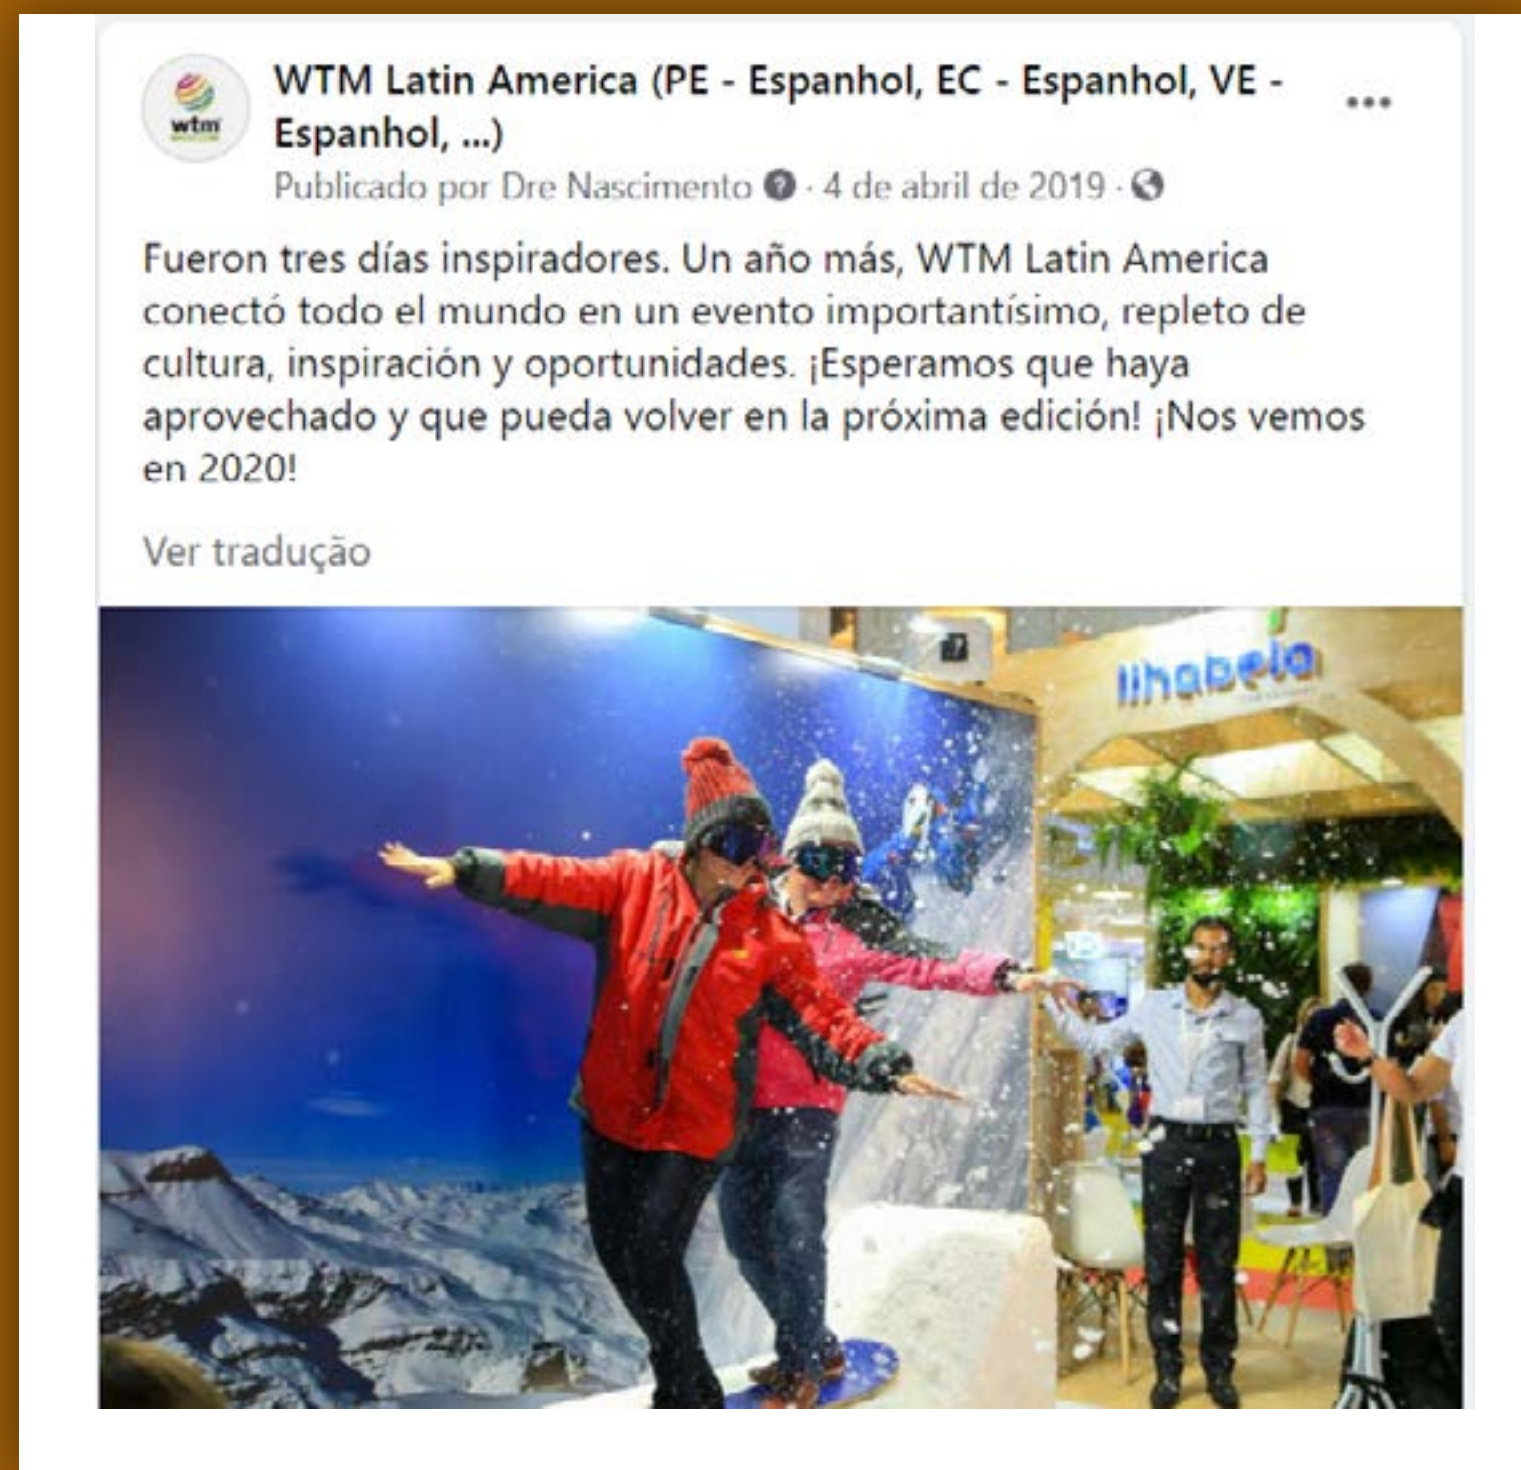 WTM Latin America (PE - Espanhol, EC - Espanhol, VE -
Espanhol, ...)
wtm
Publicado por Dre Nascimento · 4 de abril de 2019 ·
Fueron tres días inspiradores. Un año más, WTM Latin America
conectó todo el mundo en un evento importantísimo, repleto de
cultura, inspiración y oportunidades. ¡Esperamos que haya
aprovechado y que pueda volver en la próxima edición! ¡Nos vemos
en 2020!
Ver tradução
Ilhabela